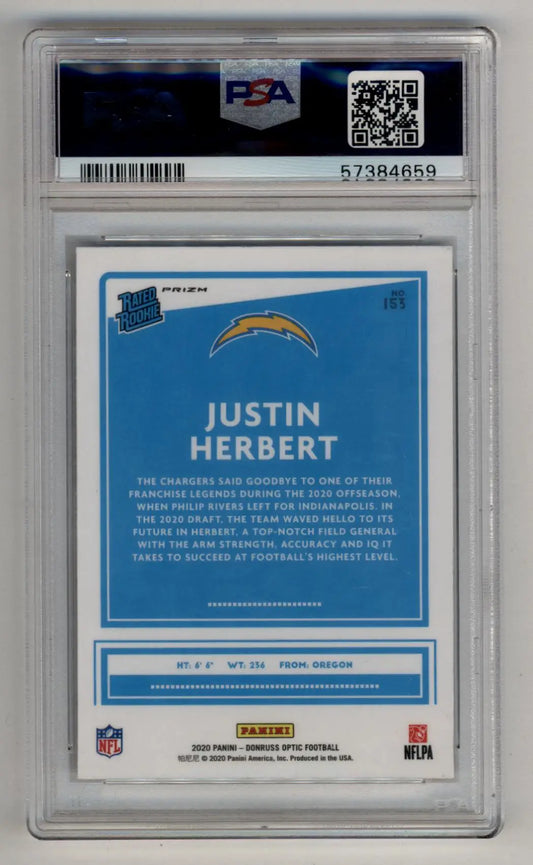 PSA
57384659
RATED
ROOKIE
PRIZM
NO.
153
JUSTIN
HERBERT
THE CHARGERS SAID GOODBYE TO ONE OF THEIR
FRANCHISE LEGENDS DURING THE 2020 OFFSEASON,
WHEN PHILIP RIVERS LEFT FOR INDIANAPOLIS. IN
THE 2020 DRAFT, THE TEAM WAVED HELLO TO ITS
FUTURE IN HERBERT, A TOP-NOTCH FIELD GENERAL
WITH THE ARM STRENGTH, ACCURACY AND IQ IT
TAKES TO SUCCEED AT FOOTBALL'S HIGHEST LEVEL.
HT: 6' 6" WT: 236 FROM: OREGON
NFL
PANINI
NFLPA
2020 PANINI – DONRUSS OPTIC FOOTBALL
帕尼尼 © 2020 Panini America, Inc. Produced in the USA.
PSA